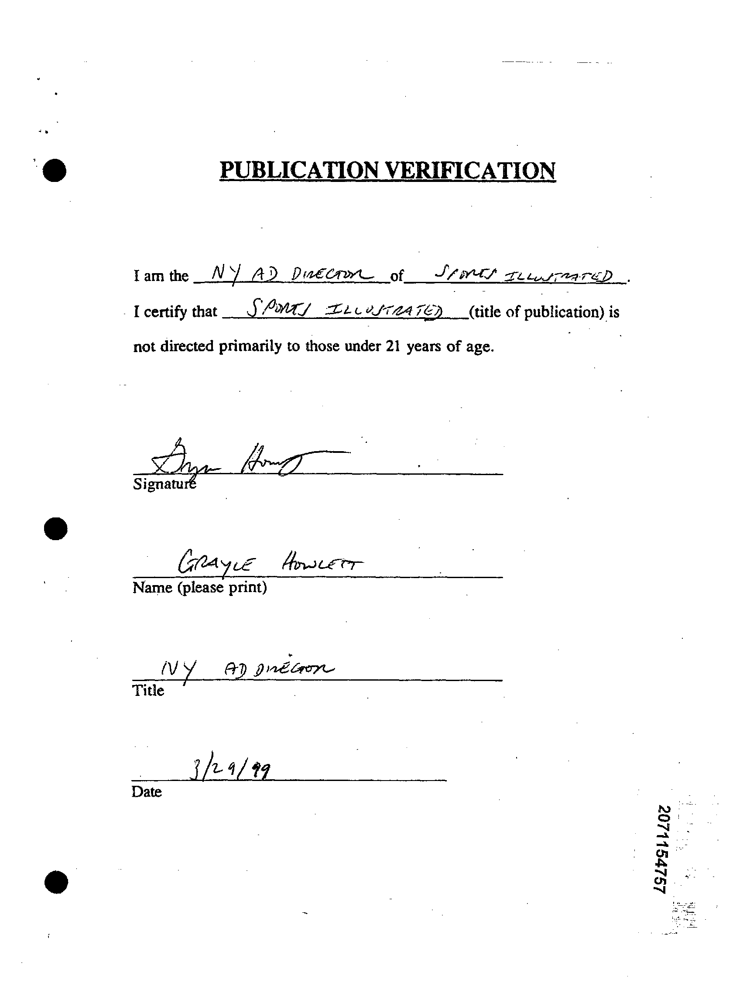 PUBLICATION VERIFICATION
I am the NY AD DIRECTOR of SPORTS ILLUSTRATED.
I certify that SPORTS ILLUSTRATED (title of publication) is
not directed primarily to those under 21 years of age.
Signature
GRAYLE HOWLETT
Name (please print)
NY AD DIRECTOR
Title
3/29/99
Date
2071154757